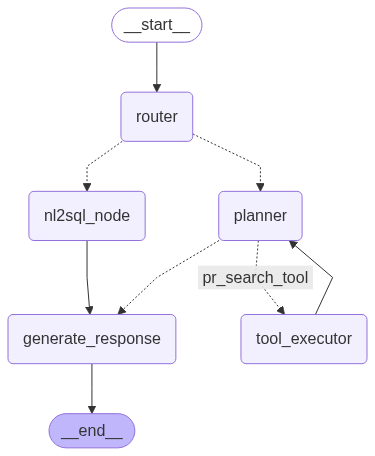 __start__
router
nl2sql_node
planner
pr_search_tool
generate_response
tool_executor
__end__